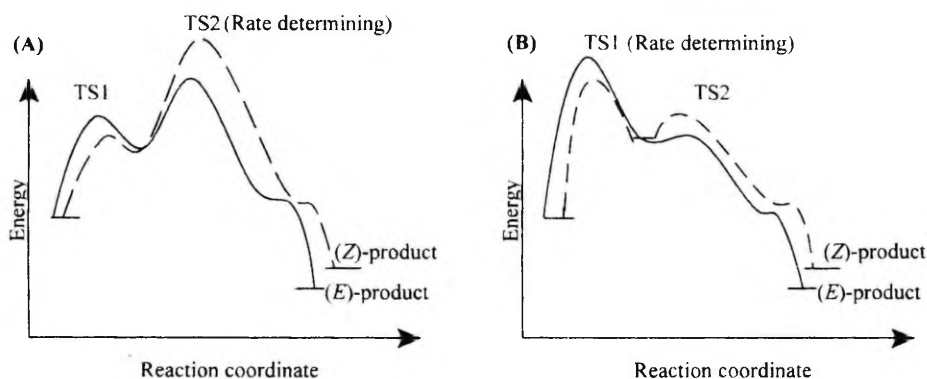 (A)
TS2 (Rate determining)
TS1
Energy
(Z)-product
(E)-product
Reaction coordinate
(B)
TS1 (Rate determining)
TS2
Energy
(Z)-product
(E)-product
Reaction coordinate